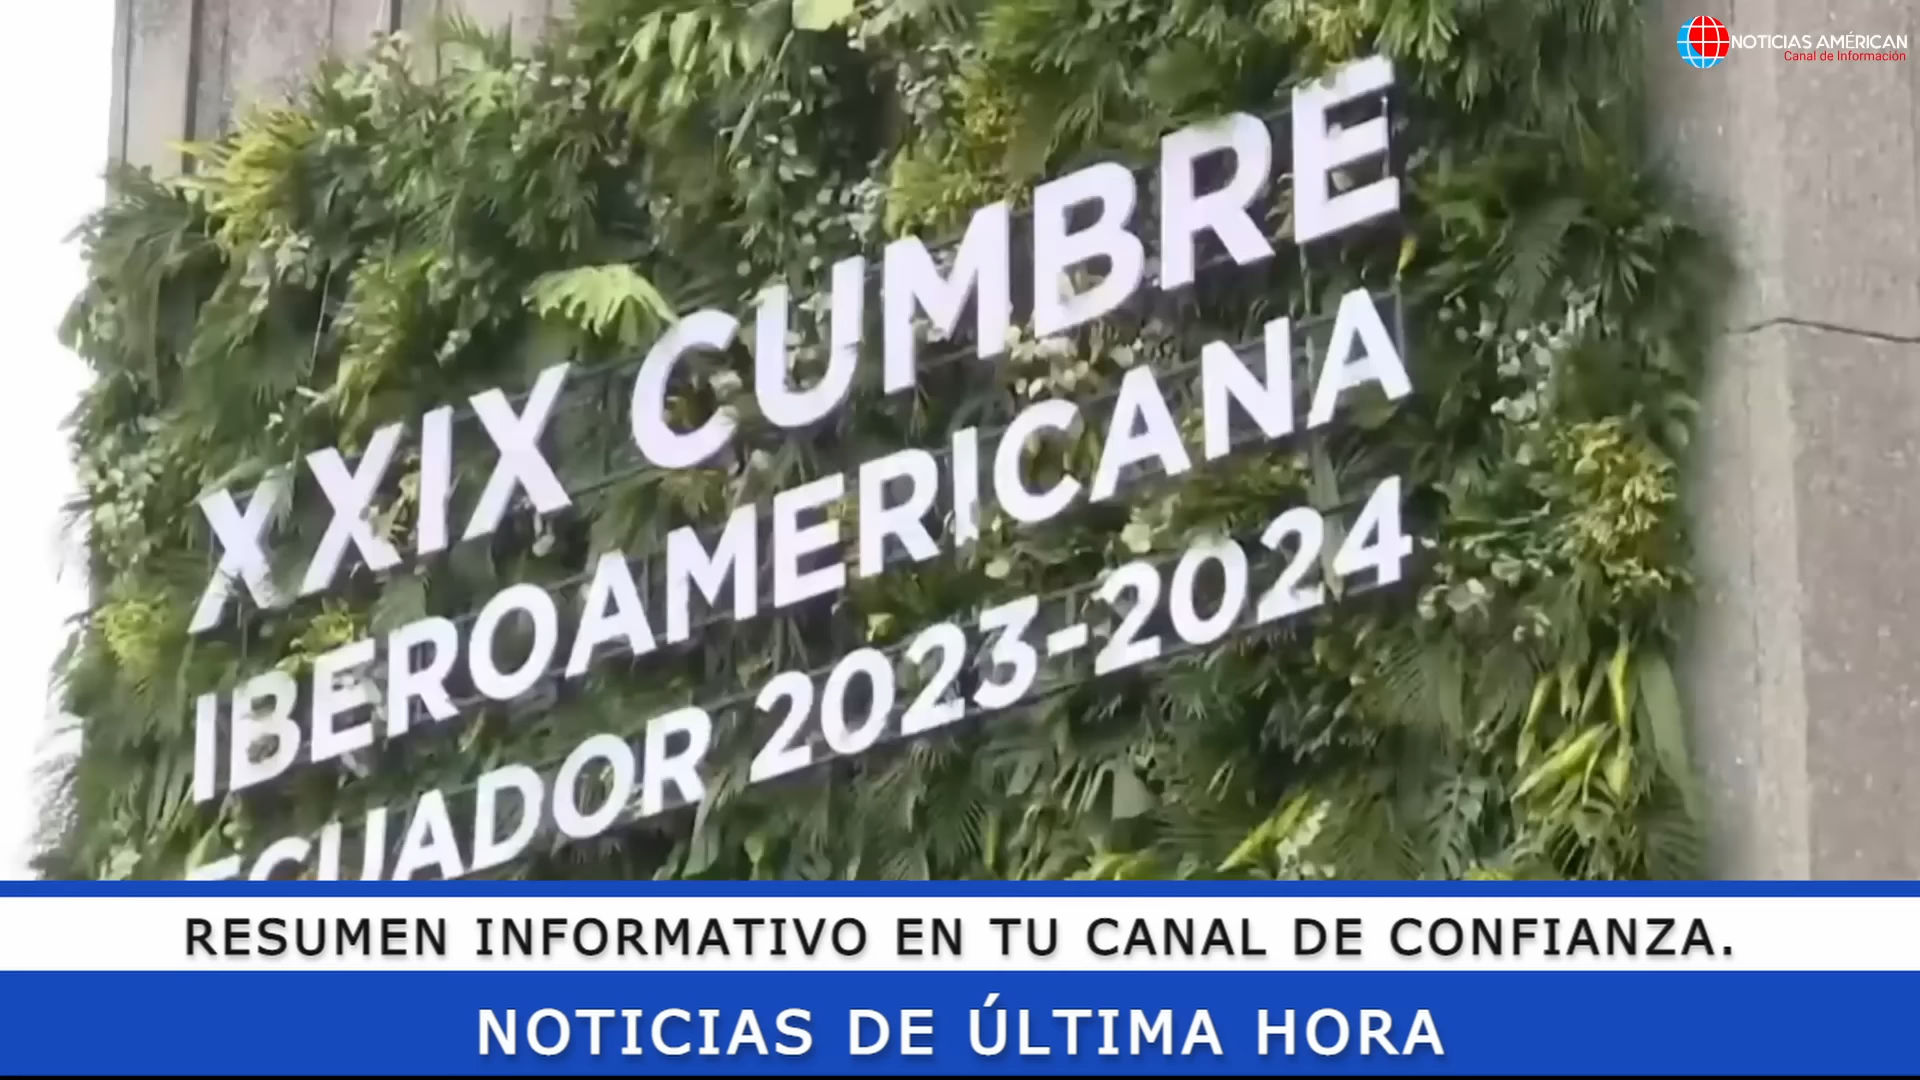 NOTICIAS AMÉRICAN
Canal de Información
XXIX CUMBRE
IBEROAMERICANA
ECUADOR 2023-2024
RESUMEN INFORMATIVO EN TU CANAL DE CONFIANZA.
NOTICIAS DE ÚLTIMA HORA